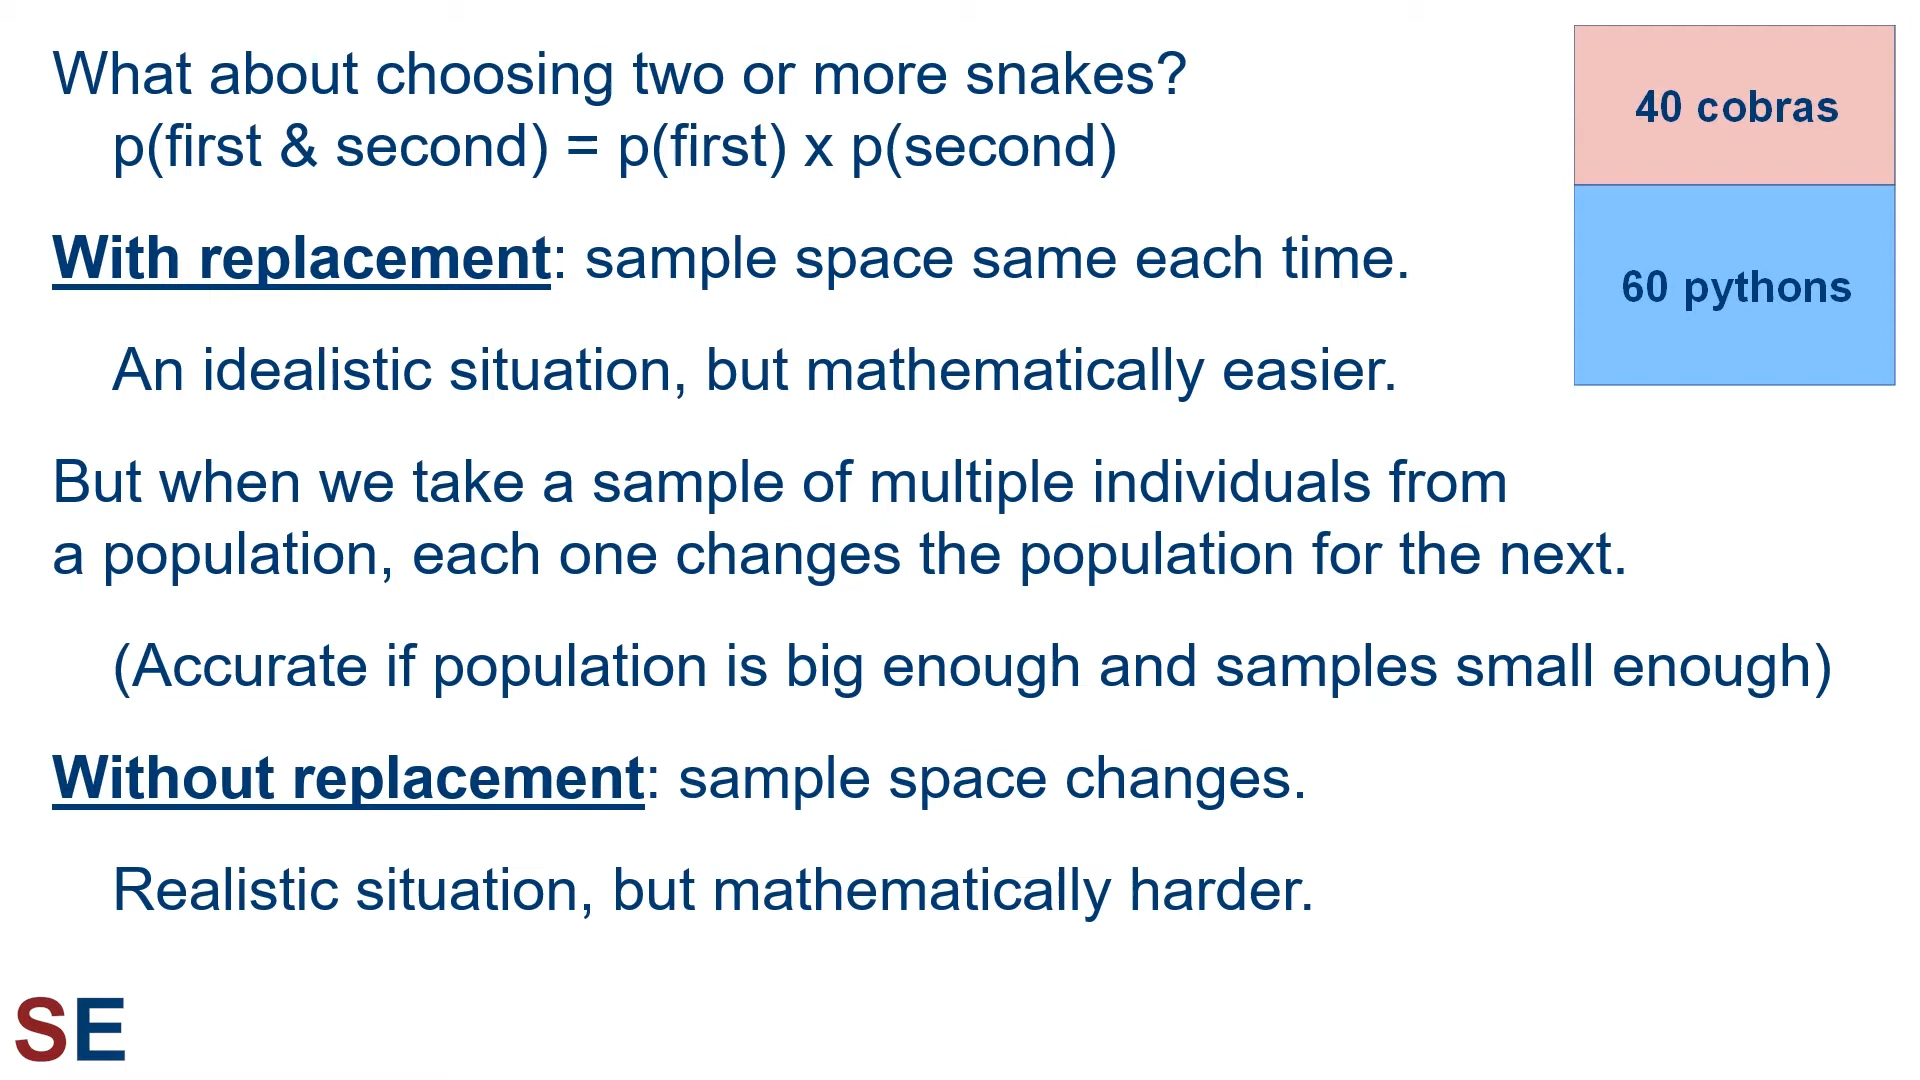 What about choosing two or more snakes?
p(first & second) = p(first) x p(second)
With replacement: sample space same each time.
An idealistic situation, but mathematically easier.
But when we take a sample of multiple individuals from
a population, each one changes the population for the next.
(Accurate if population is big enough and samples small enough)
Without replacement: sample space changes.
Realistic situation, but mathematically harder.
40 cobras
60 pythons
SE